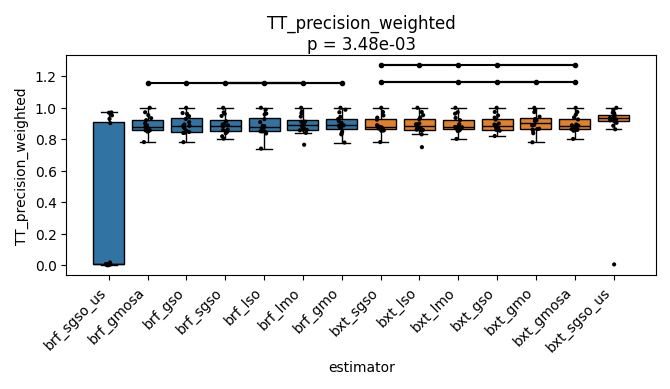 TT_precision_weighted
p = 3.48e-03
TT_precision_weighted
1.2
1.0
0.8
0.6
0.4
0.2
0.0
brf_sgso_us
brf_gmosa
brf_gso
brf_sgso
brf_lso
brf_lmo
brf_gmo
bxt_sgso
bxt_lso
bxt_lmo
bxt_gso
bxt_gmo
bxt_gmosa
bxt_sgso_us
estimator